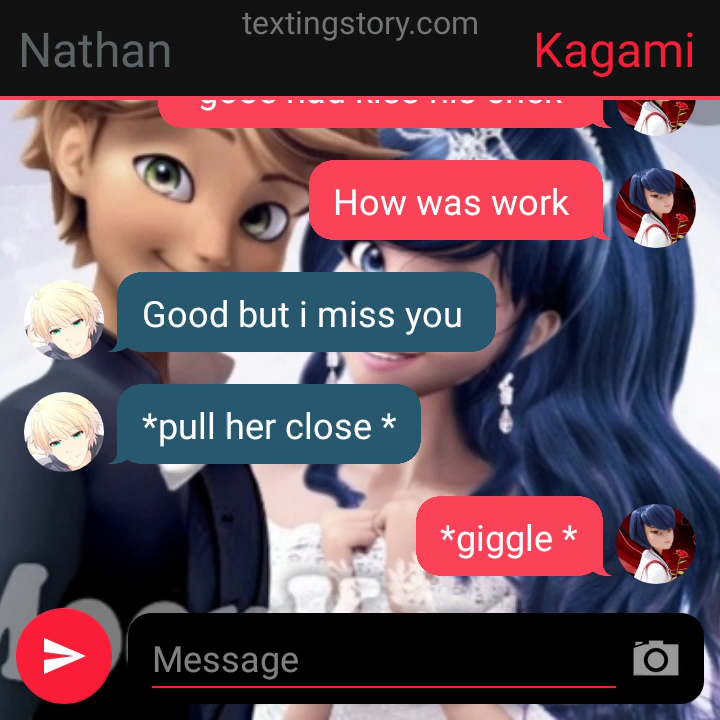 textingstory.com
Nathan
Kagami
How was work
Good but i miss you
*pull her close *
*giggle *
Message